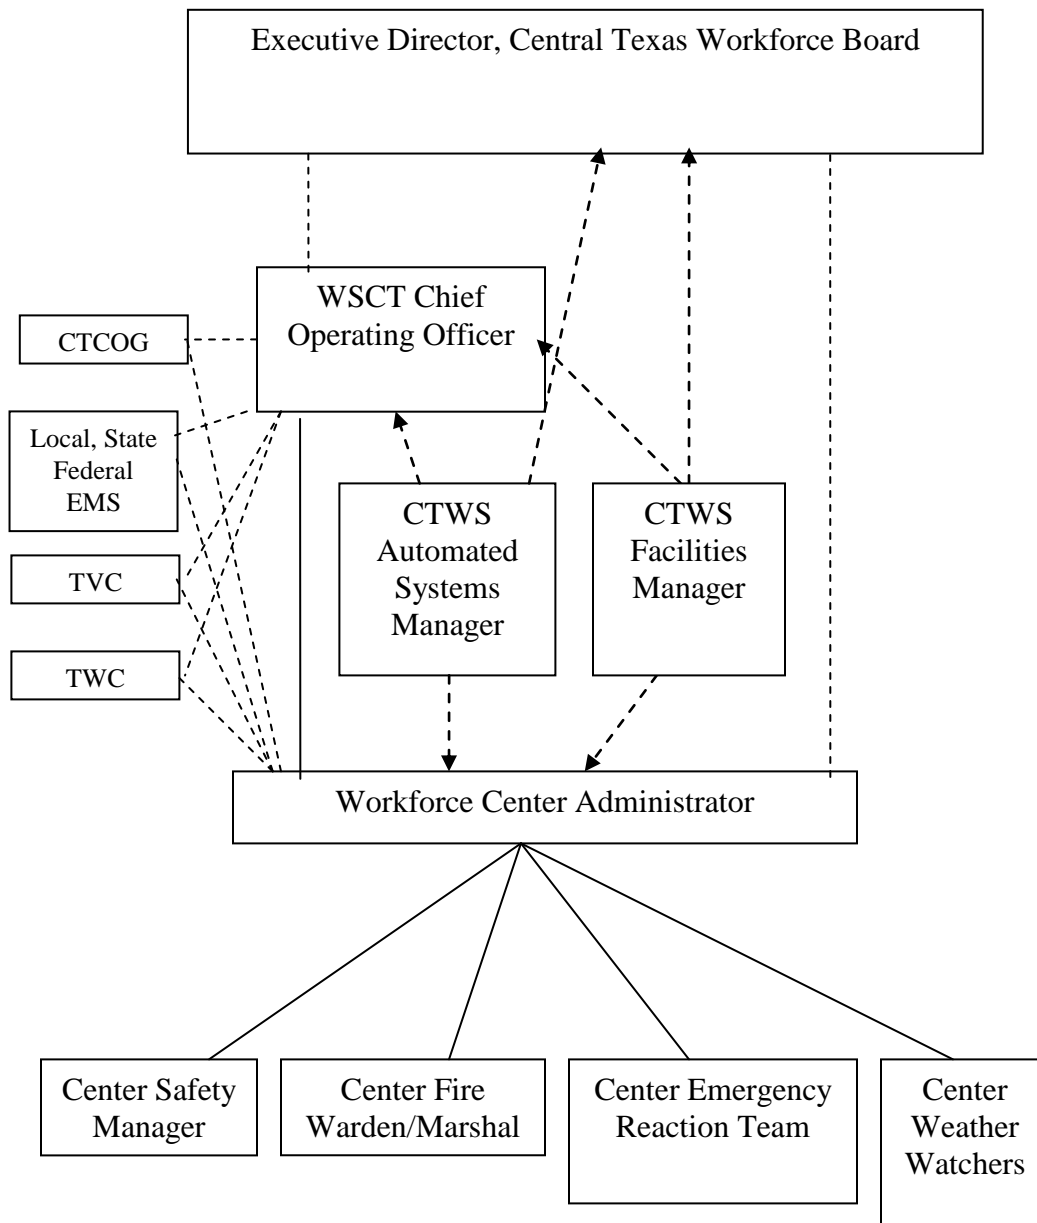 Executive Director, Central Texas Workforce Board
WSCT Chief
Operating Officer
CTCOG
Local, State
Federal
EMS
TVC
TWC
CTWS
Automated
Systems
Manager
CTWS
Facilities
Manager
Workforce Center Administrator
Center Safety
Manager
Center Fire
Warden/Marshal
Center Emergency
Reaction Team
Center
Weather
Watchers